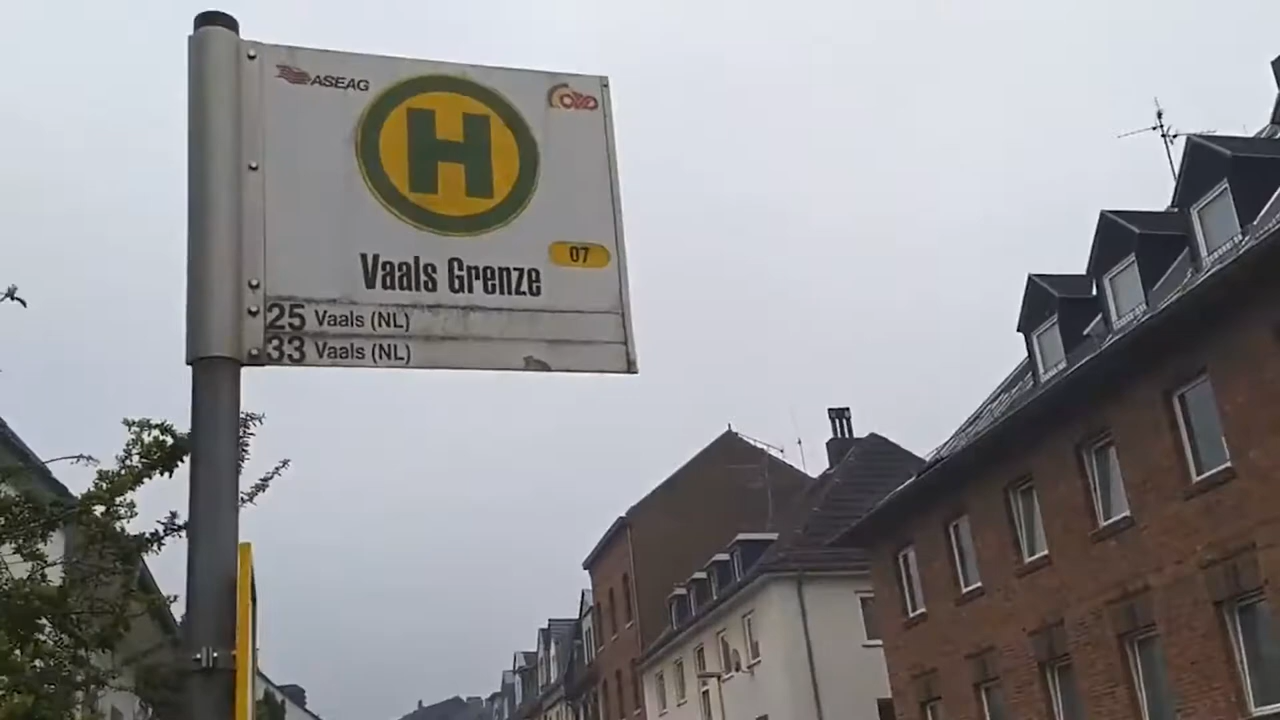 ASEAG
H
Vaals Grenze
07
25 Vaals (NL)
33 Vaals (NL)